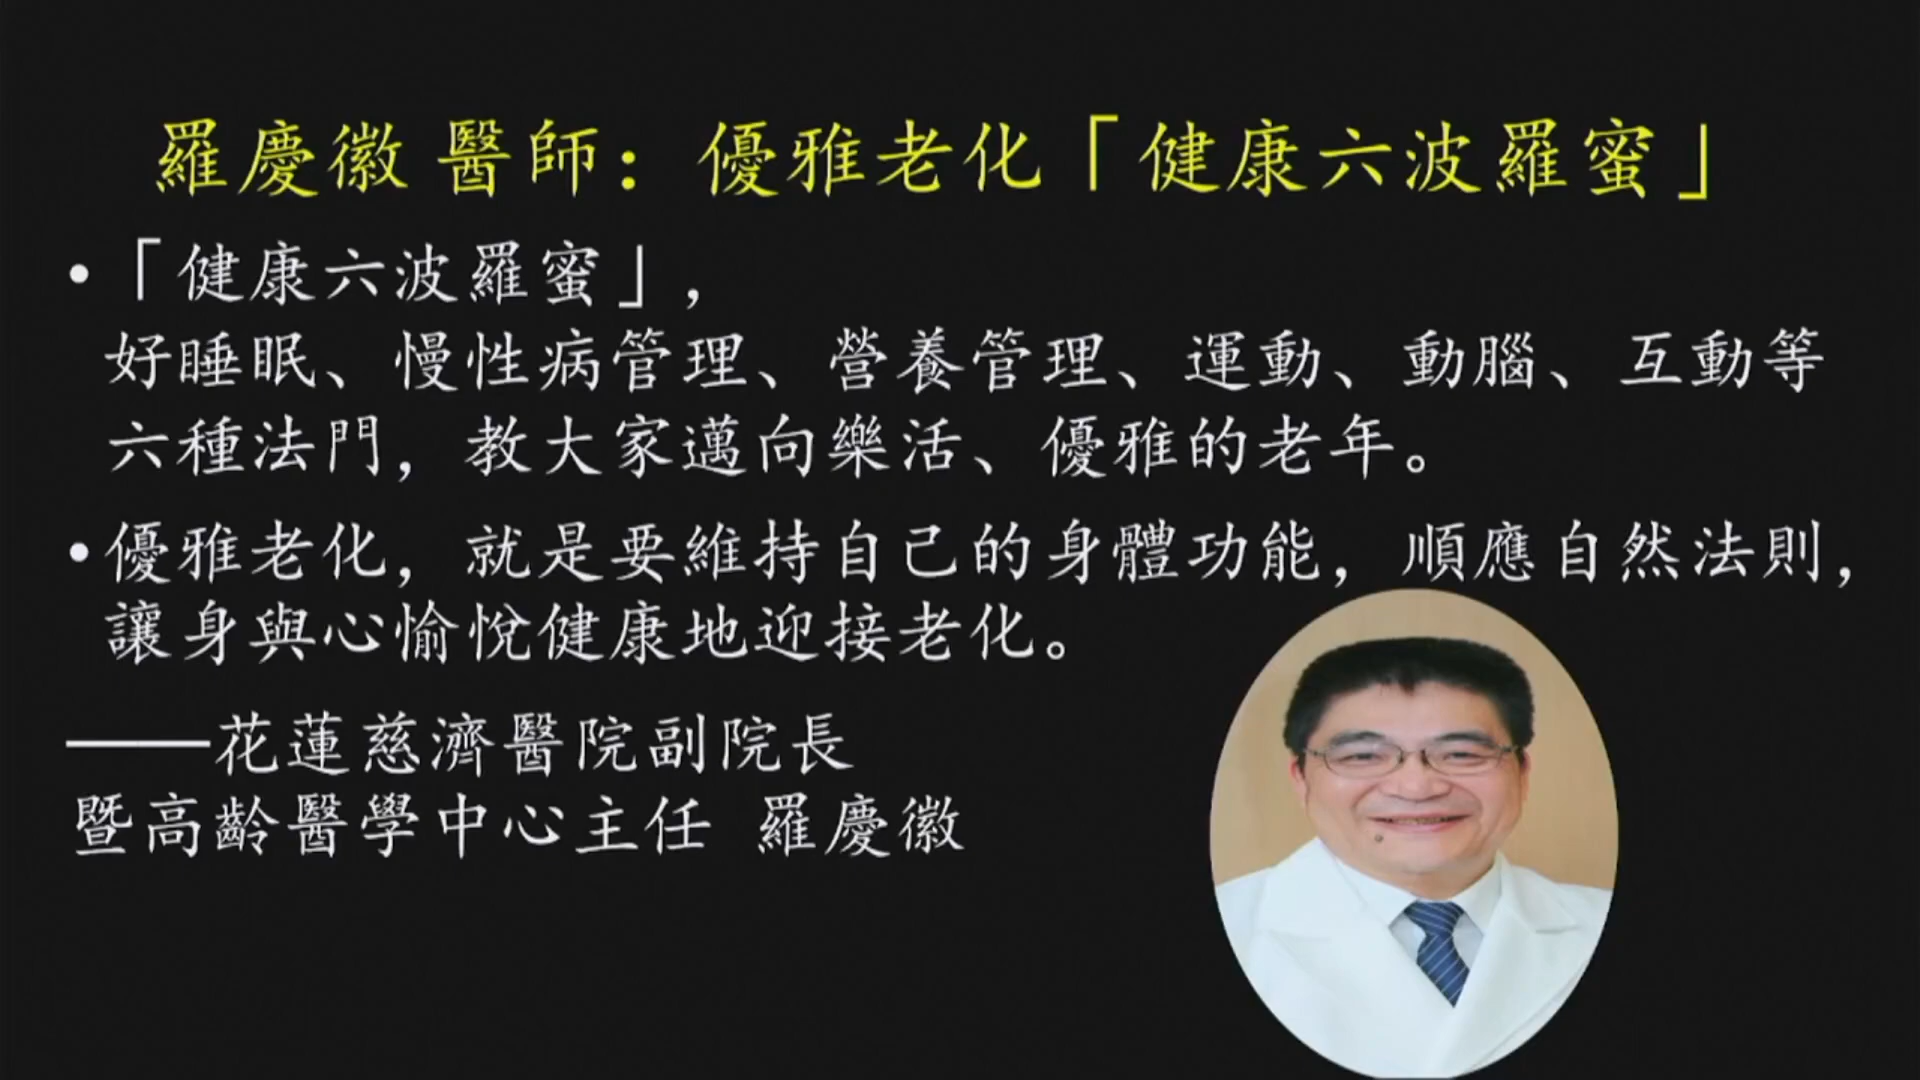 羅慶徽 醫師：優雅老化「健康六波羅蜜」
•「健康六波羅蜜」，
好睡眠、慢性病管理、營養管理、運動、動腦、互動等
六種法門，教大家邁向樂活、優雅的老年。
•優雅老化，就是要維持自己的身體功能，順應自然法則，
讓身與心愉悅健康地迎接老化。
——花蓮慈濟醫院副院長
暨高齡醫學中心主任 羅慶徽